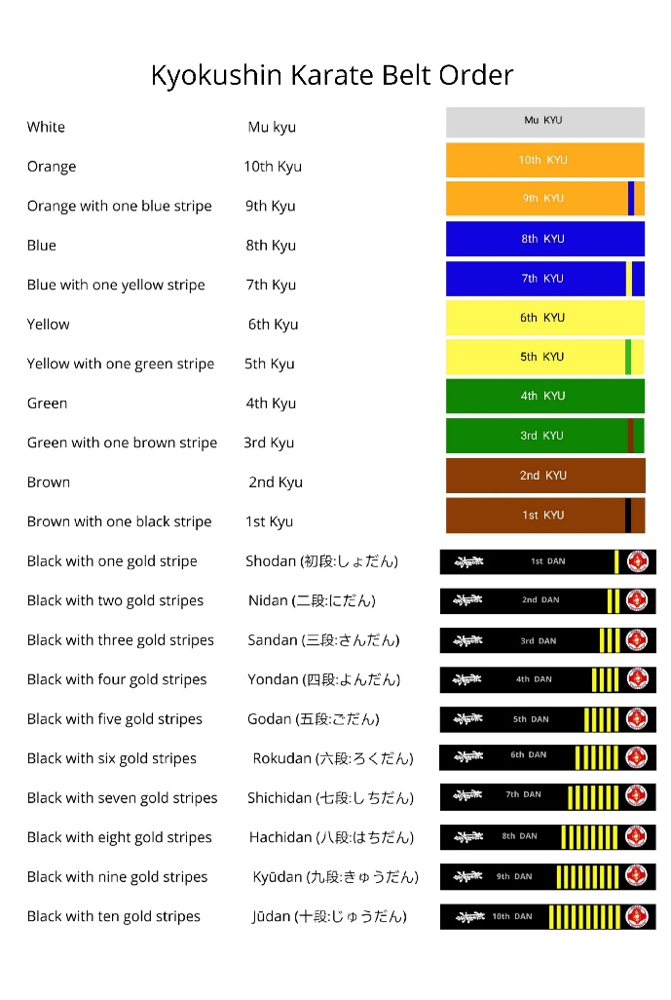 Kyokushin Karate Belt Order
White Mu kyu Mu KYU
Orange 10th Kyu 10th KYU
Orange with one blue stripe 9th Kyu 9th KYU
Blue 8th Kyu 8th KYU
Blue with one yellow stripe 7th Kyu 7th KYU
Yellow 6th Kyu 6th KYU
Yellow with one green stripe 5th Kyu 5th KYU
Green 4th Kyu 4th KYU
Green with one brown stripe 3rd Kyu 3rd KYU
Brown 2nd Kyu 2nd KYU
Brown with one black stripe 1st Kyu 1st KYU
Black with one gold stripe Shodan (初段:しょだん) 1st DAN
Black with two gold stripes Nidan (二段:にだん) 2nd DAN
Black with three gold stripes Sandan (三段:さんだん) 3rd DAN
Black with four gold stripes Yondan (四段:よんだん) 4th DAN
Black with five gold stripes Godan (五段:ごだん) 5th DAN
Black with six gold stripes Rokudan (六段:ろくだん) 6th DAN
Black with seven gold stripes Shichidan (七段:しちだん) 7th DAN
Black with eight gold stripes Hachidan (八段:はちだん) 8th DAN
Black with nine gold stripes Kyūdan (九段:きゅうだん) 9th DAN
Black with ten gold stripes Jūdan (十段:じゅうだん) 10th DAN